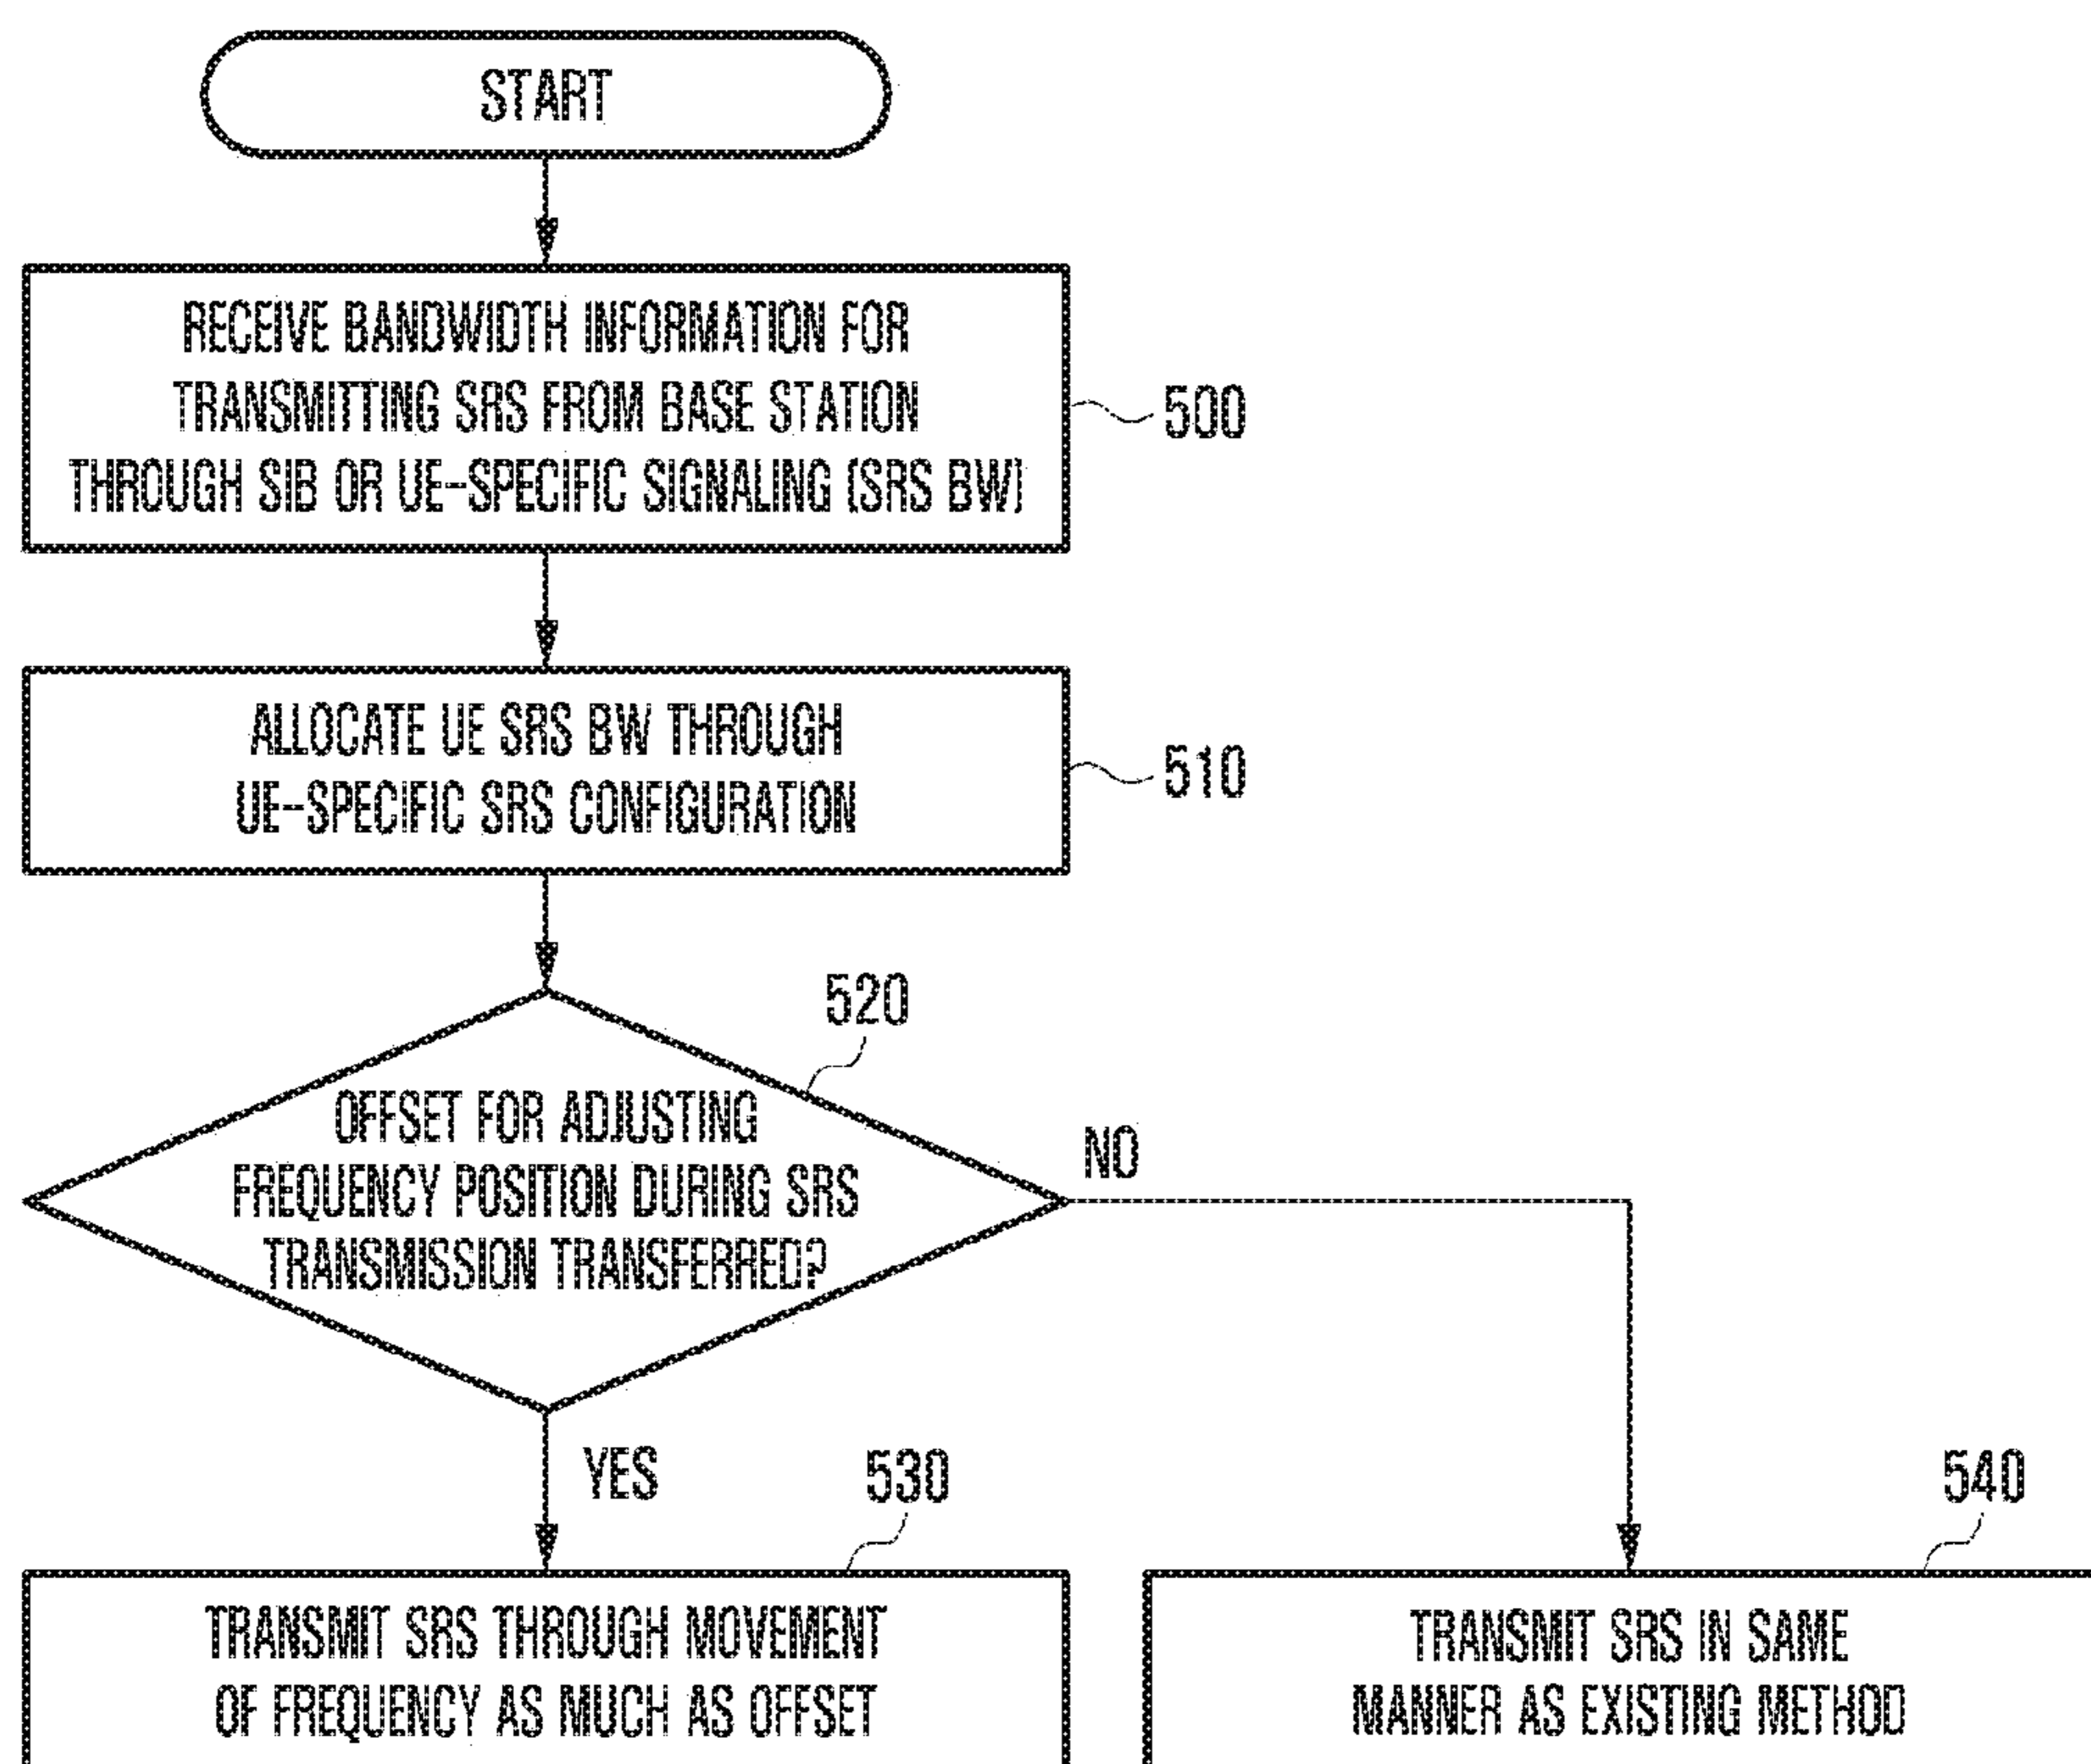 START
RECEIVE BANDWIDTH INFORMATION FOR
TRANSMITTING SRS FROM BASE STATION
THROUGH SIB OR UE-SPECIFIC SIGNALING (SRS BW)
500
ALLOCATE UE SRS BW THROUGH
UE-SPECIFIC SRS CONFIGURATION
510
520
OFFSET FOR ADJUSTING
FREQUENCY POSITION DURING SRS
TRANSMISSION TRANSFERRED?
NO
YES
530
TRANSMIT SRS THROUGH MOVEMENT
OF FREQUENCY AS MUCH AS OFFSET
540
TRANSMIT SRS IN SAME
MANNER AS EXISTING METHOD